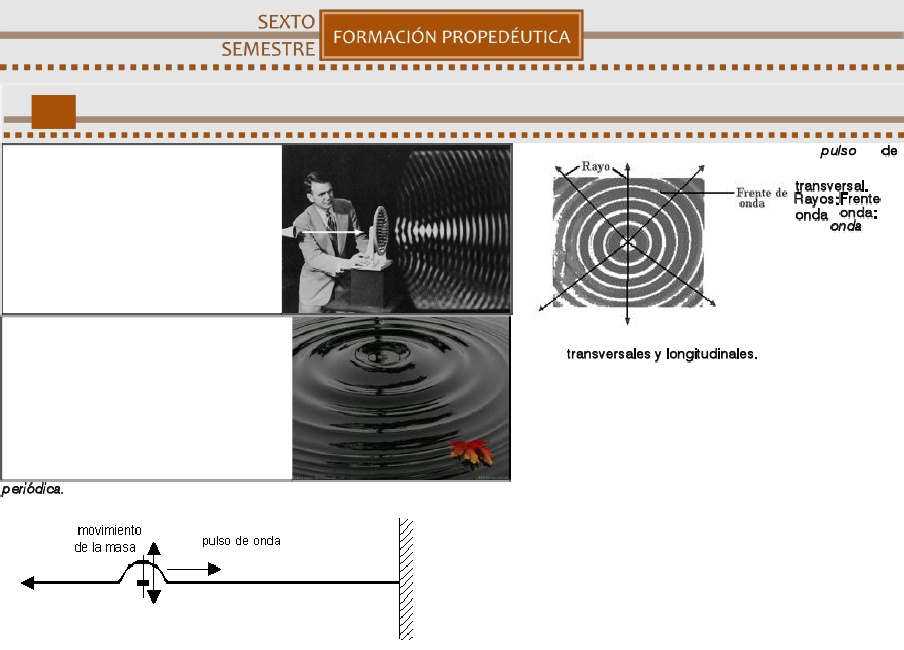 SEXTO
SEMESTRE
FORMACIÓN PROPEDÉUTICA
pulso de
Rayo
Frente de
onda
transversal.
Rayos:Frente
onda onda:
onda
transversales y longitudinales.
periódica.
movimiento
de la masa
pulso de onda